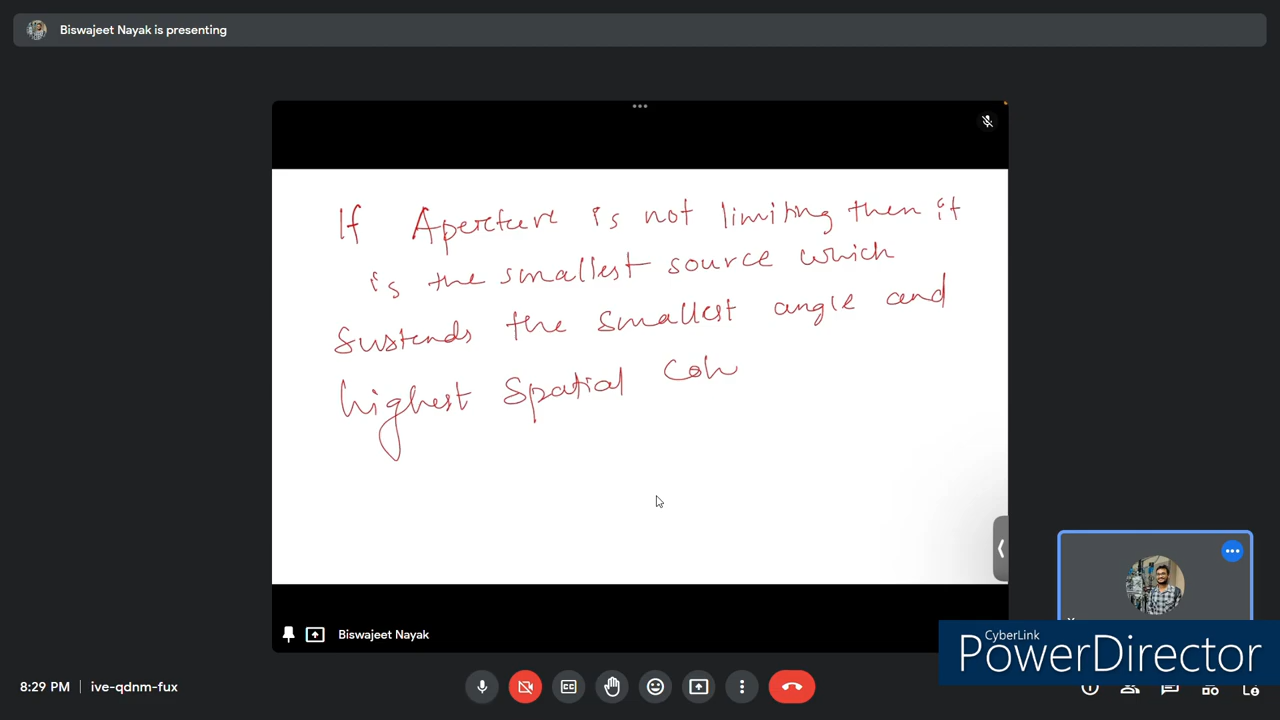 Biswajeet Nayak is presenting
If Aperture is not limiting then it
is the smallest source which
sustends the smallest angle and
highest spatial coh
Biswajeet Nayak
8:29 PM | ive-qdnm-fux
CyberLink
PowerDirector